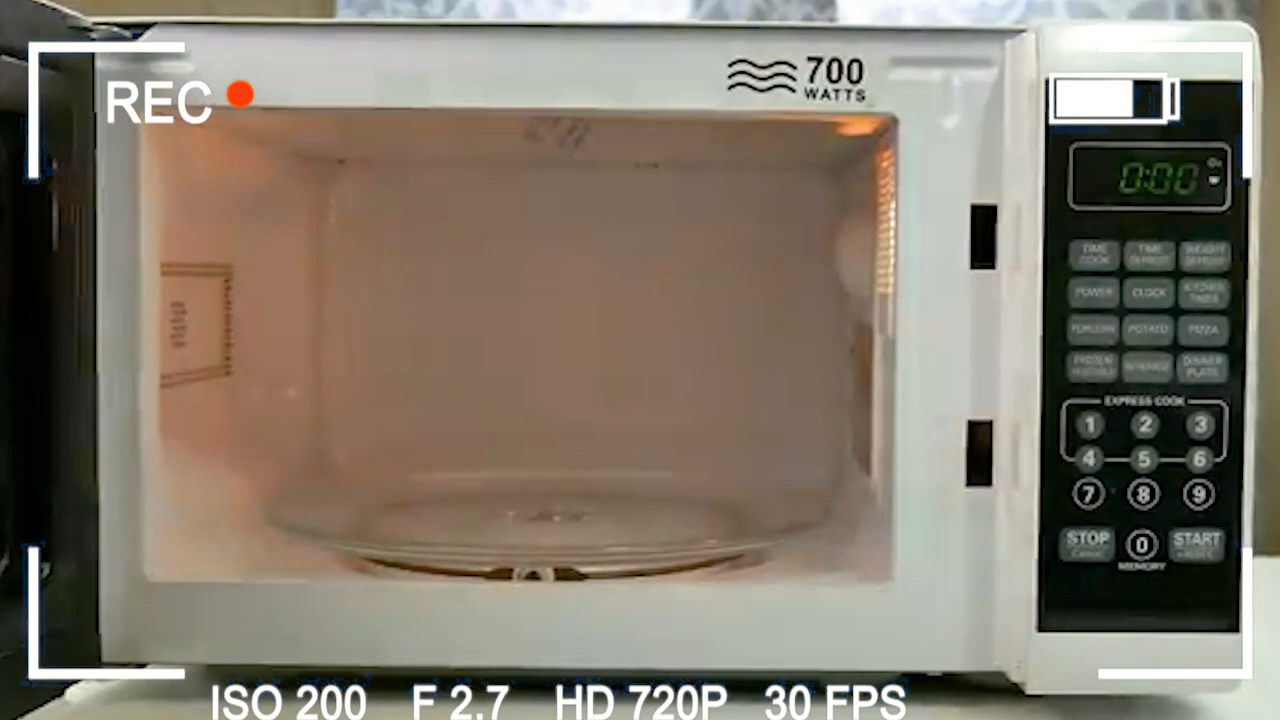 700
WATTS
REC
0:00
TIME COOK
TIME DEFROST
WEIGHT DEFROST
POWER
CLOCK
KITCHEN TIMER
POPCORN
POTATO
PIZZA
FROZEN
BEVERAGE
DINNER PLATE
EXPRESS COOK
1 2 3
4 5 6
7 8 9
STOP
0
START
MEMORY
ISO 200 F 2.7 HD 720P 30 FPS